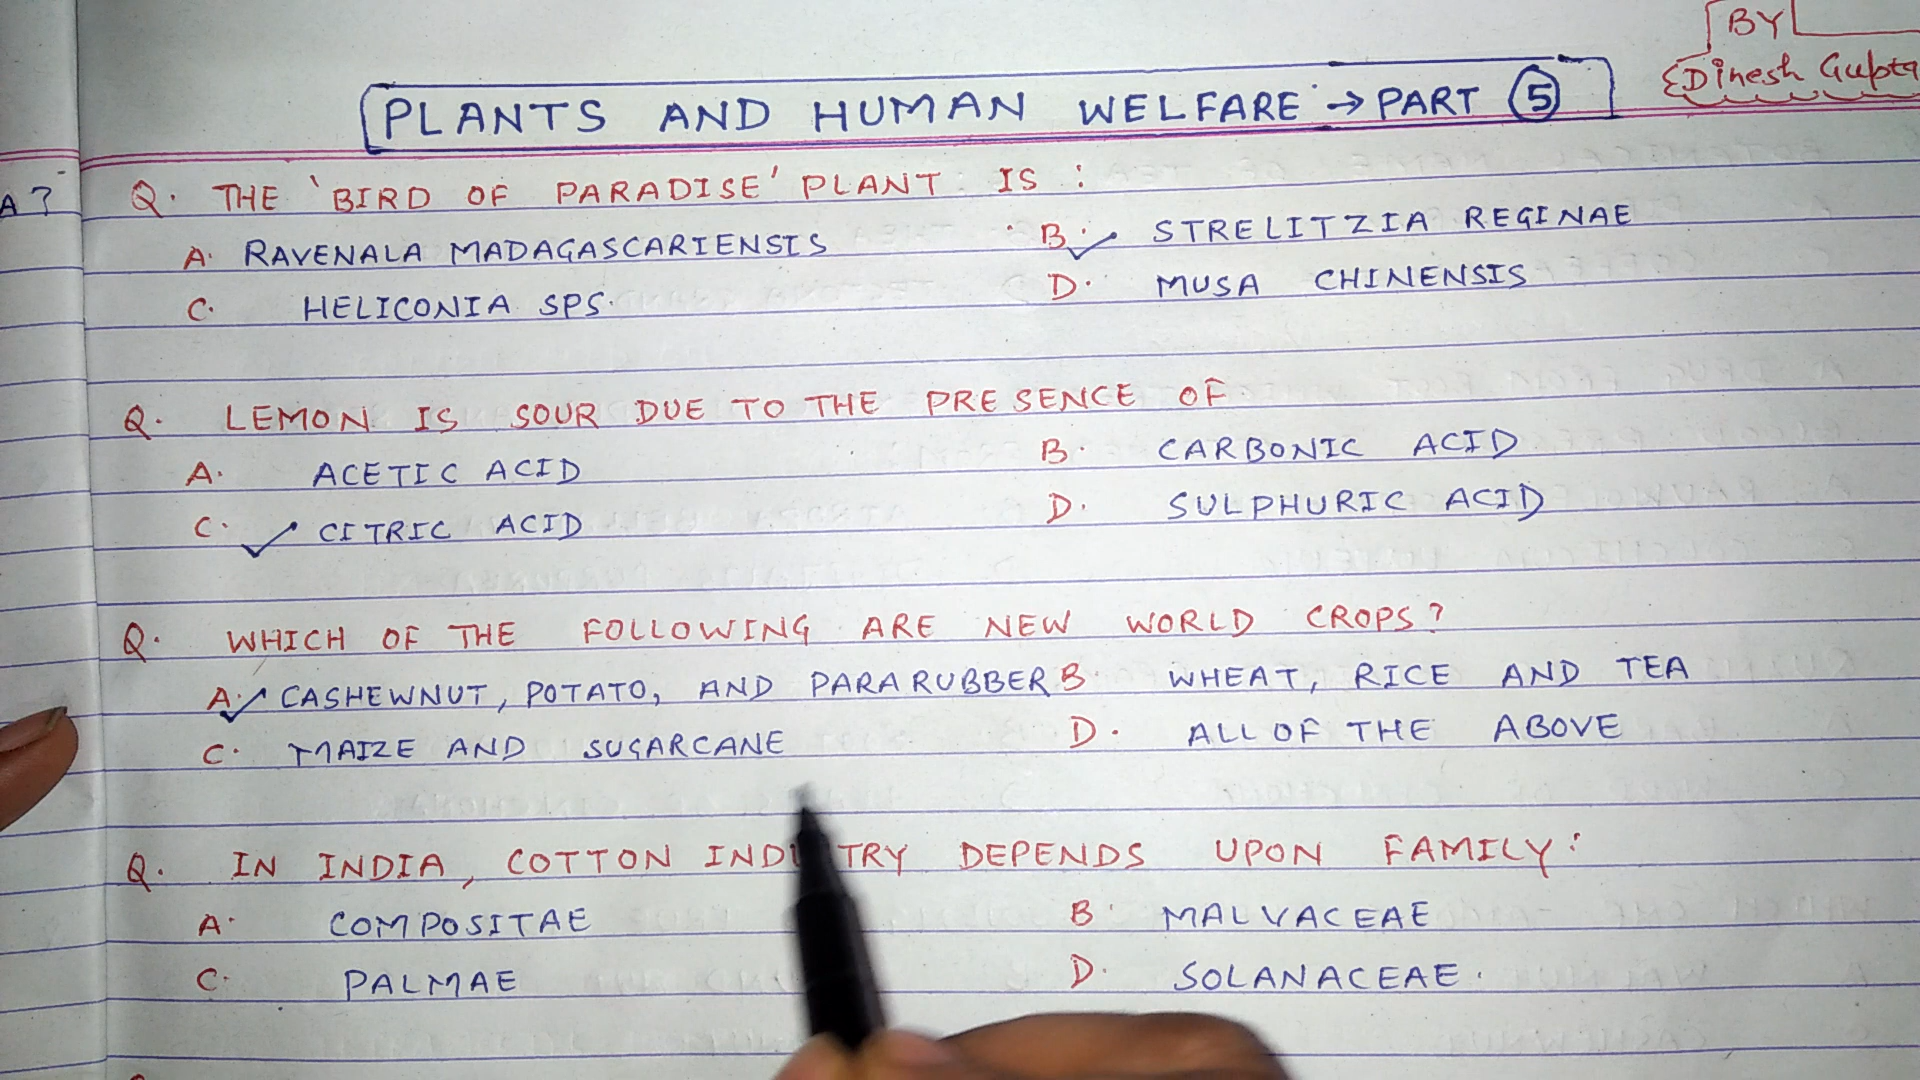 BY
Dinesh Gupta
PLANTS AND HUMAN WELFARE → PART 5
A?
Q. THE 'BIRD OF PARADISE' PLANT IS :
A. RAVENALA MADAGASCARIENSIS B. STRELITZIA REGINAE
C. HELICONIA SPS. D. MUSA CHINENSIS
Q. LEMON IS SOUR DUE TO THE PRESENCE OF
A. ACETIC ACID B. CARBONIC ACID
C. CITRIC ACID D. SULPHURIC ACID
Q. WHICH OF THE FOLLOWING ARE NEW WORLD CROPS?
A. CASHEWNUT, POTATO, AND PARARUBBER B. WHEAT, RICE AND TEA
C. MAIZE AND SUGARCANE D. ALL OF THE ABOVE
Q. IN INDIA, COTTON DEPENDS UPON FAMILY:
A. COMPOSITAE B. MALVACEAE
C. PALMAE D. SOLANACEAE.